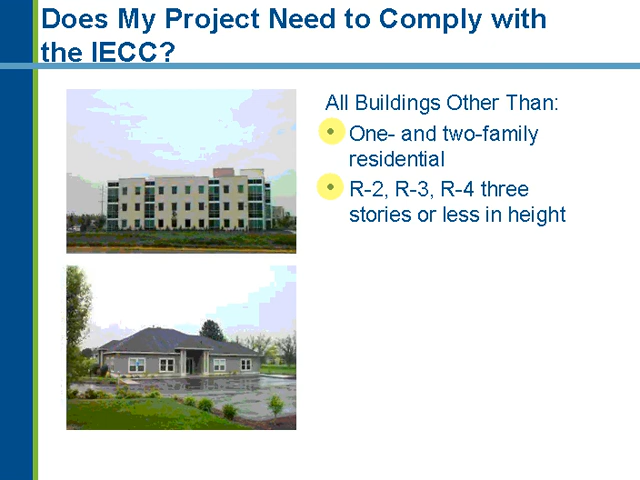 Does My Project Need to Comply with
the IECC?
All Buildings Other Than:
• One- and two-family
residential
• R-2, R-3, R-4 three
stories or less in height